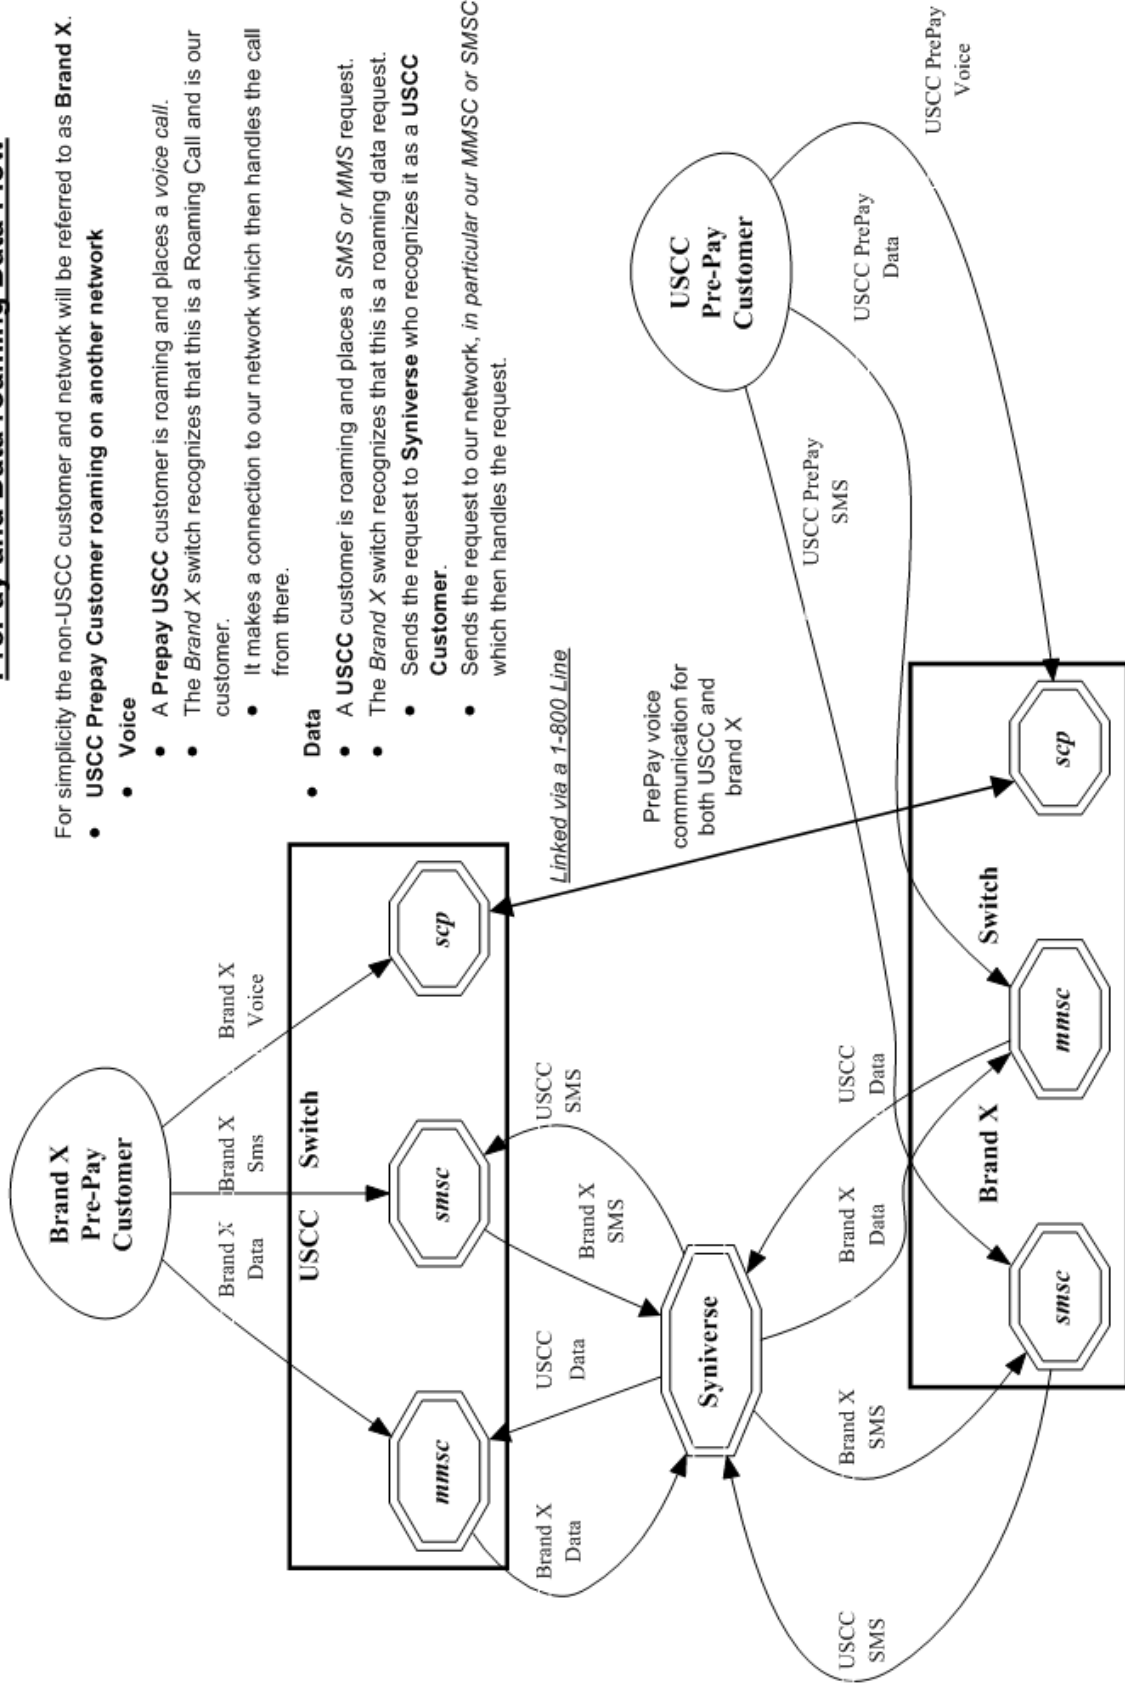 PrePay and Data roaming Data Flow
For simplicity the non-USCC customer and network will be referred to as Brand X.
● USCC Prepay Customer roaming on another network
● Voice
● A Prepay USCC customer is roaming and places a voice call.
● The Brand X switch recognizes that this is a Roaming Call and is our
customer.
● It makes a connection to our network which then handles the call
from there.
● Data
● A USCC customer is roaming and places a SMS or MMS request.
● The Brand X switch recognizes that this is a roaming data request.
● Sends the request to Syniverse who recognizes it as a USCC
Customer.
● Sends the request to our network, in particular our MMSC or SMSC
which then handles the request.
Brand X
Pre-Pay
Customer
Brand X
Data
Brand X
Sms
Brand X
Voice
USCC Switch
mmsc
smsc
scp
Brand X
Data
USCC
Data
Brand X
SMS
USCC
SMS
Linked via a 1-800 Line
PrePay voice
communication for
both USCC and
brand X
Syniverse
USCC
Pre-Pay
Customer
USCC PrePay
SMS
USCC PrePay
Data
USCC PrePay
Voice
USCC
SMS
Brand X
SMS
Brand X
Data
USCC
Data
Brand X Switch
smsc
mmsc
scp